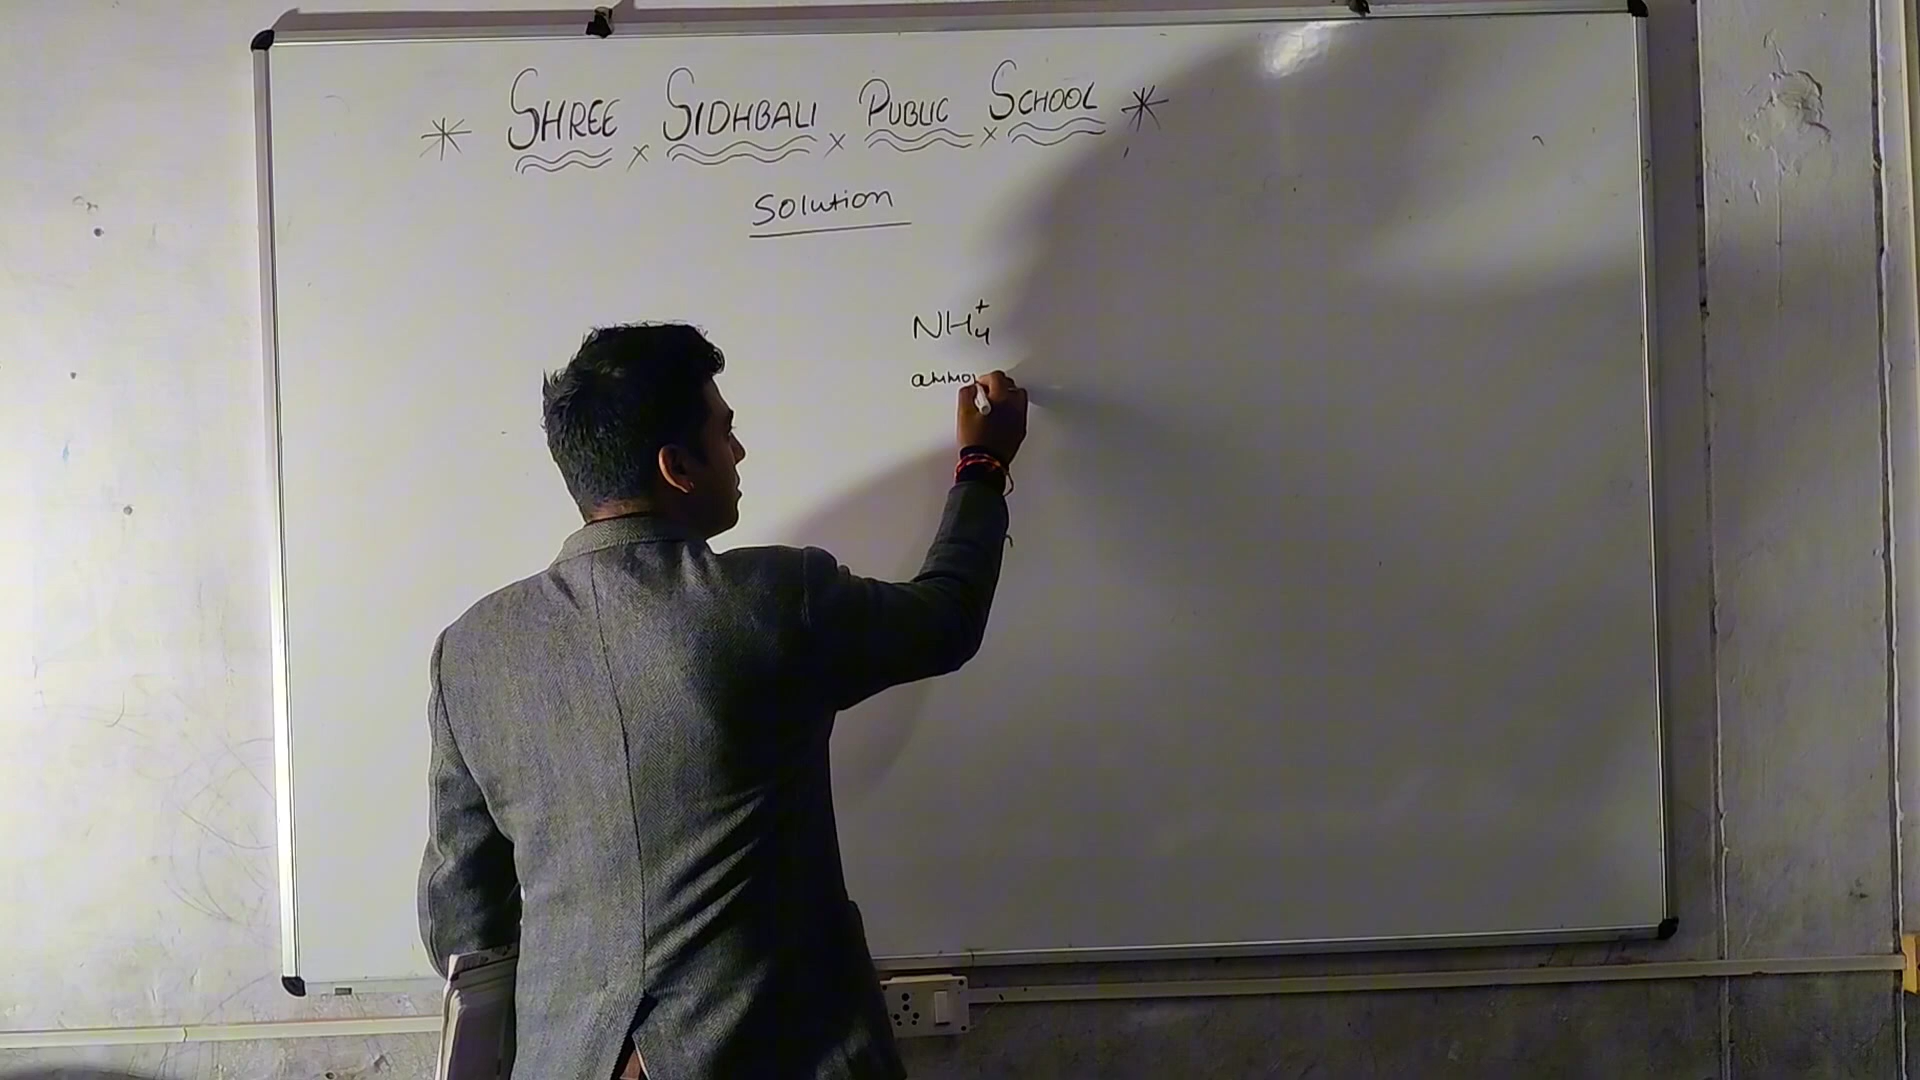 * SHREE x SIDHBALI x PUBLIC x SCHOOL *
Solution
NH₄⁺
ammo